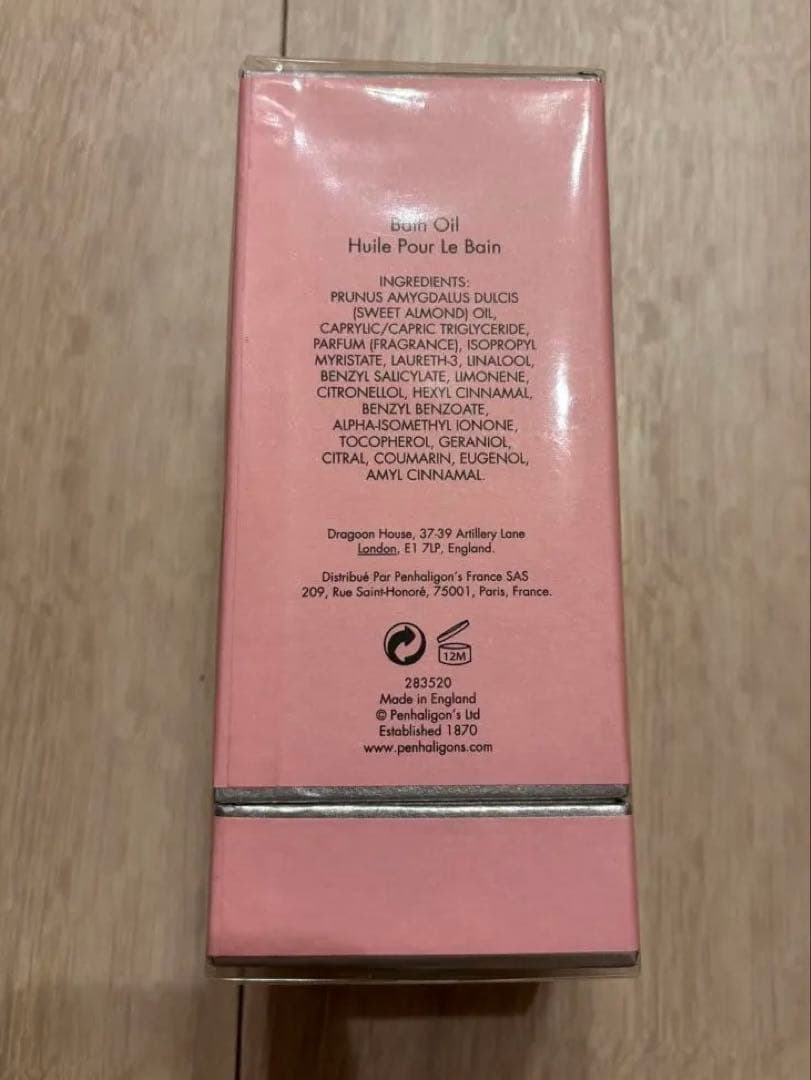 Bath Oil
Huile Pour Le Bain
INGREDIENTS:
PRUNUS AMYGDALUS DULCIS
(SWEET ALMOND) OIL,
CAPRYLIC/CAPRIC TRIGLYCERIDE,
PARFUM (FRAGRANCE), ISOPROPYL
MYRISTATE, LAURETH-3, LINALOOL,
BENZYL SALICYLATE, LIMONENE,
CITRONELLOL, HEXYL CINNAMAL,
BENZYL BENZOATE,
ALPHA-ISOMETHYL IONONE,
TOCOPHEROL, GERANIOL,
CITRAL, COUMARIN, EUGENOL,
AMYL CINNAMAL.
Dragoon House, 37-39 Artillery Lane
London, E1 7LP, England.
Distribué Par Penhaligon's France SAS
209, Rue Saint-Honoré, 75001, Paris, France.
12M
283520
Made in England
© Penhaligon's Ltd
Established 1870
www.penhaligons.com